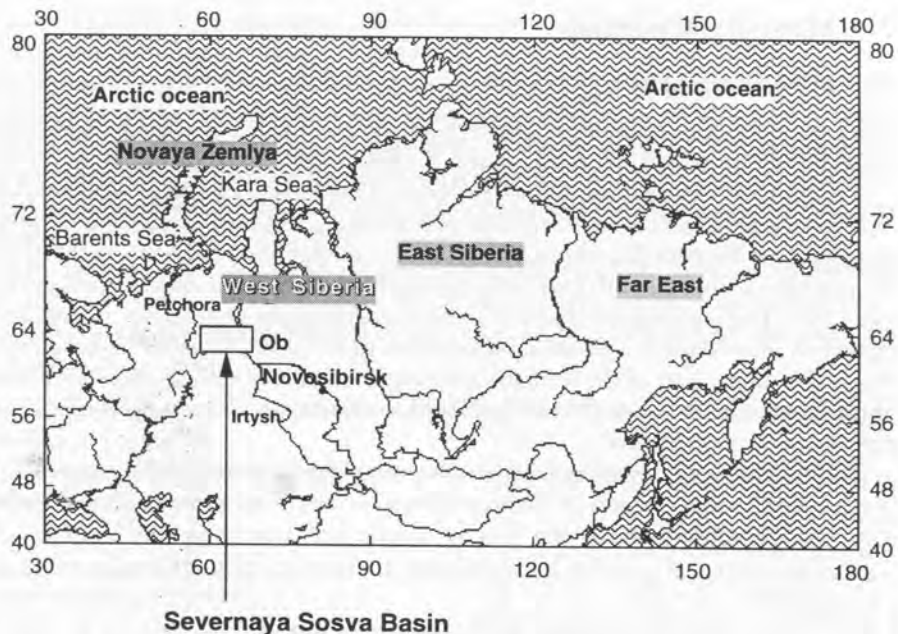 30 60 90 120 150 180
80 80
Arctic ocean Arctic ocean
Novaya Zemlya
Kara Sea
72 72
Barents Sea
East Siberia
West Siberia Far East
Petchora
64 64
Ob
Novosibirsk
56 Irtysh 56
48 48
40 40
30 60 90 120 150 180
Severnaya Sosva Basin